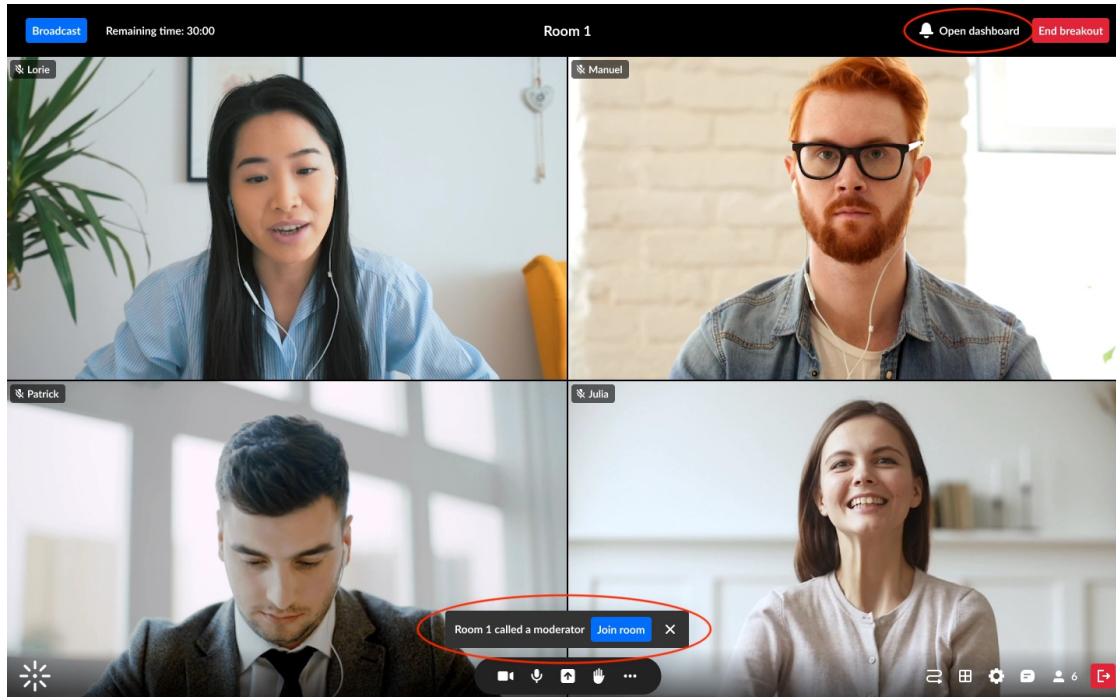 Broadcast
Remaining time: 30:00
Room 1
Open dashboard
End breakout
Lorie
Manuel
Patrick
Julia
Room 1 called a moderator
Join room
6